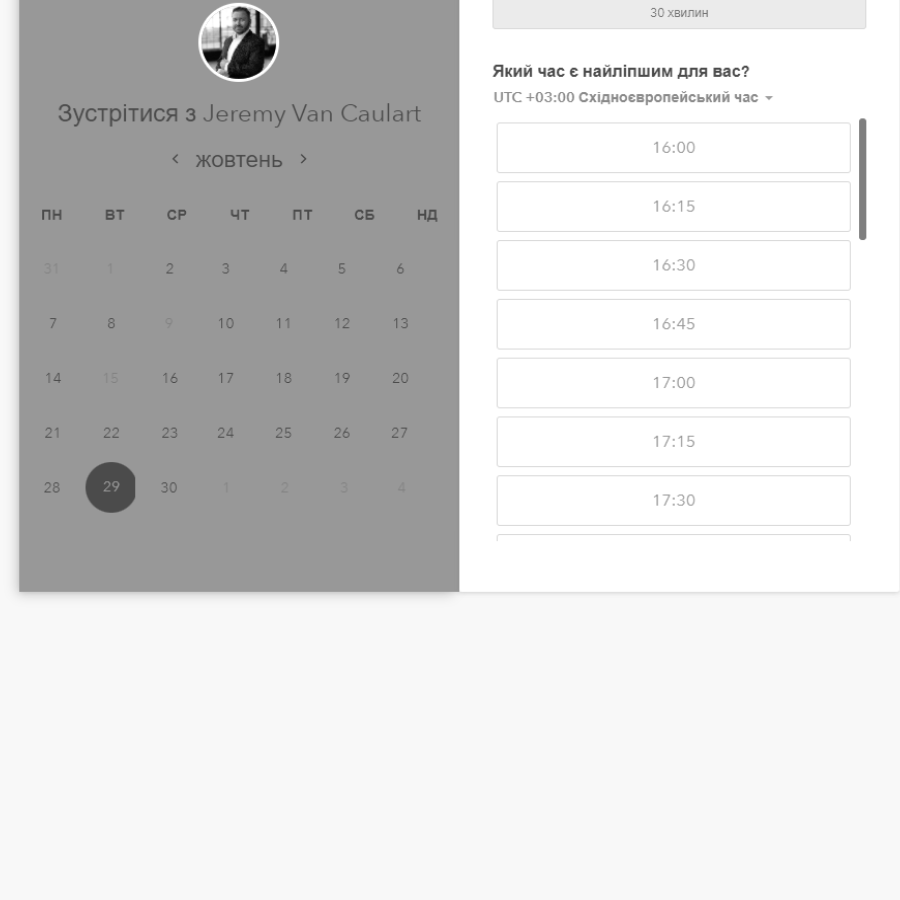 Зустрітися з Jeremy Van Caulart
жовтень
ПН ВТ СР ЧТ ПТ СБ НД
31 1 2 3 4 5 6
7 8 9 10 11 12 13
14 15 16 17 18 19 20
21 22 23 24 25 26 27
28 29 30 1 2 3 4
30 хвилин
Який час є найліпшим для вас?
UTC +03:00 Східноєвропейський час
16:00
16:15
16:30
16:45
17:00
17:15
17:30